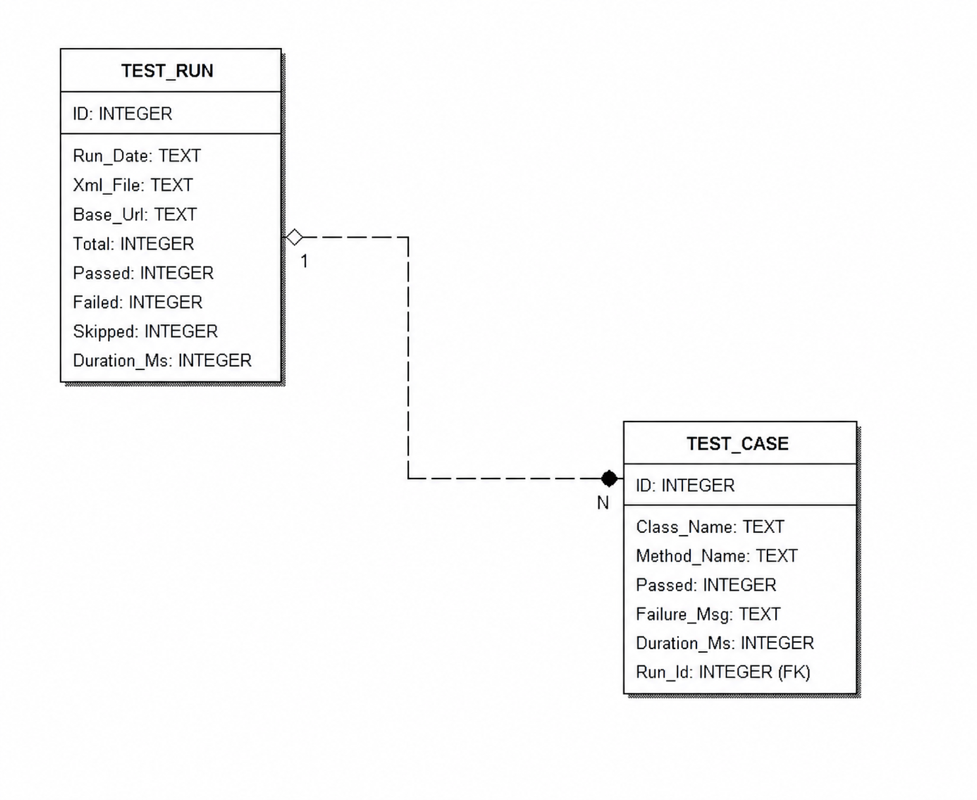 TEST_RUN
ID: INTEGER
Run_Date: TEXT
Xml_File: TEXT
Base_Url: TEXT
Total: INTEGER
Passed: INTEGER
Failed: INTEGER
Skipped: INTEGER
Duration_Ms: INTEGER
1
N
TEST_CASE
ID: INTEGER
Class_Name: TEXT
Method_Name: TEXT
Passed: INTEGER
Failure_Msg: TEXT
Duration_Ms: INTEGER
Run_Id: INTEGER (FK)